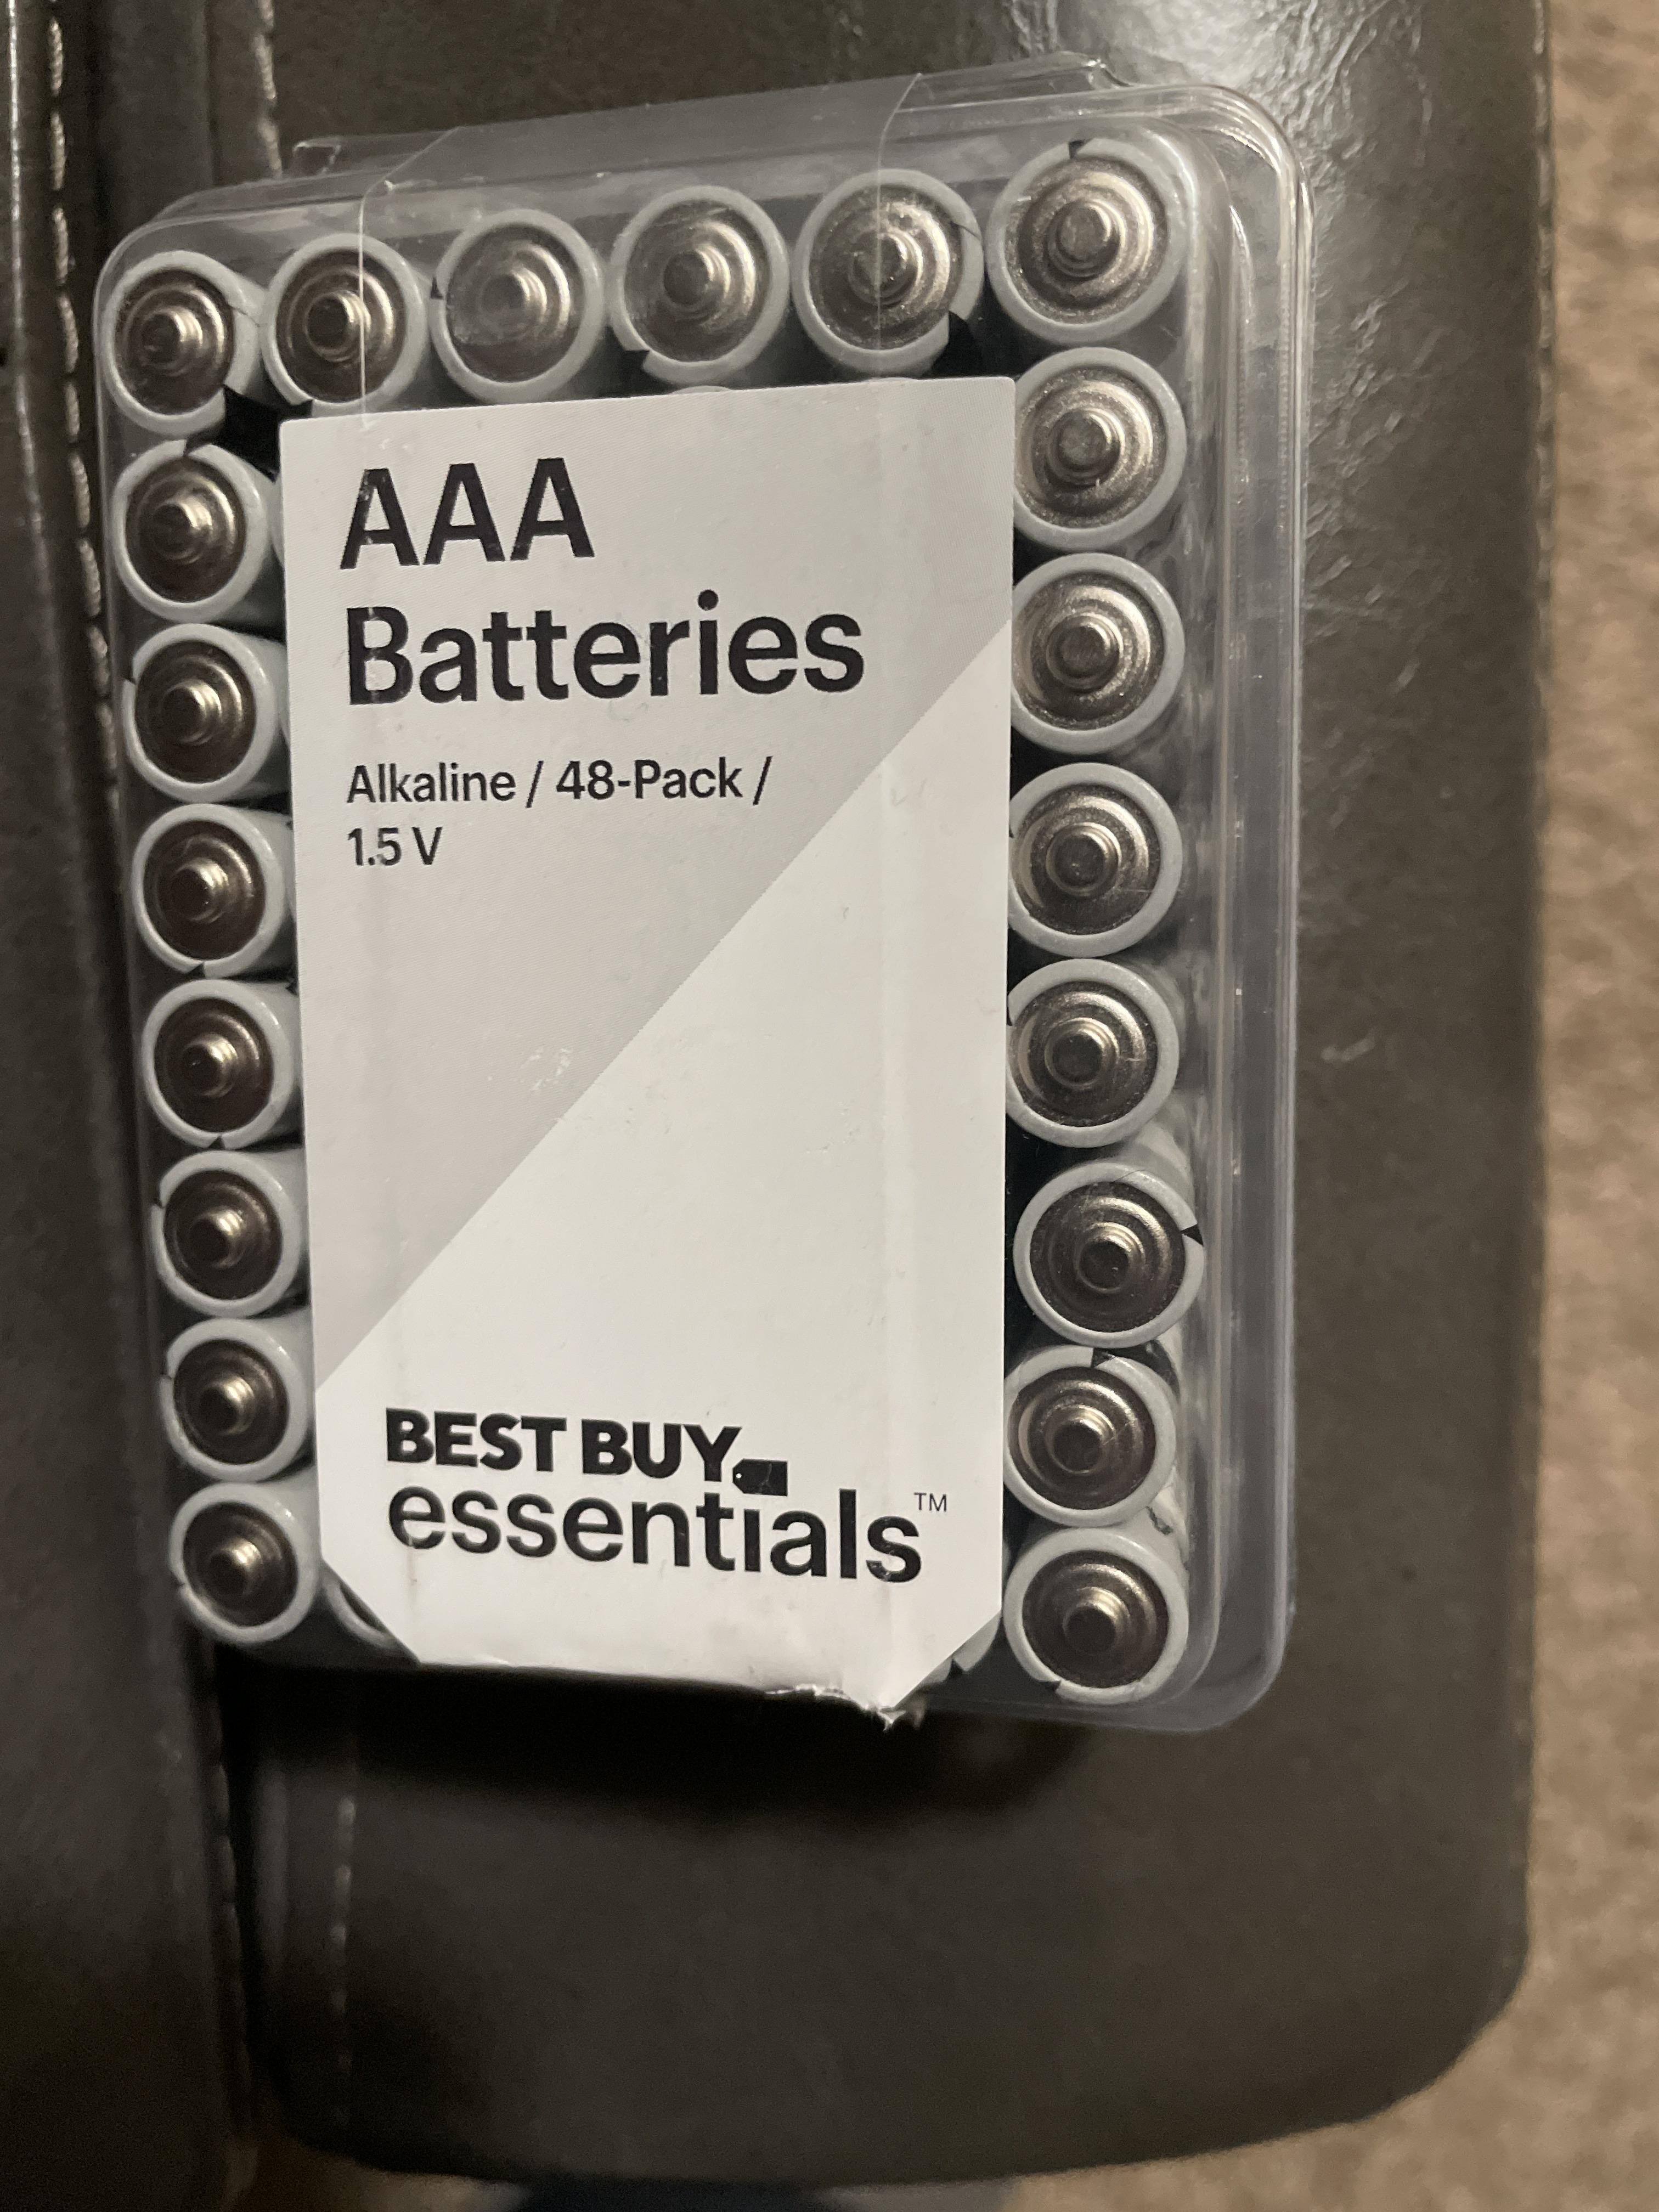 AAA
Batteries
Alkaline / 48-Pack /
1.5 V
BEST BUY
essentials™